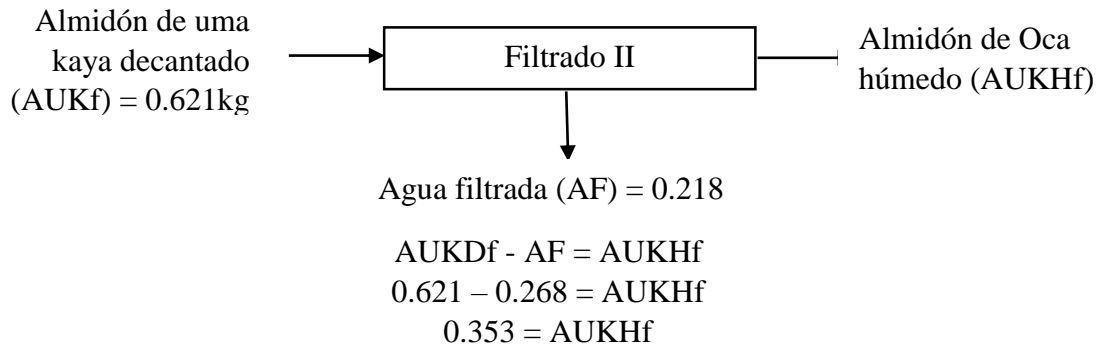 Almidón de uma
kaya decantado
(AUKf) = 0.621kg
Filtrado II
Almidón de Oca
húmedo (AUKHf)
Agua filtrada (AF) = 0.218
AUKDf - AF = AUKHf
0.621 – 0.268 = AUKHf
0.353 = AUKHf